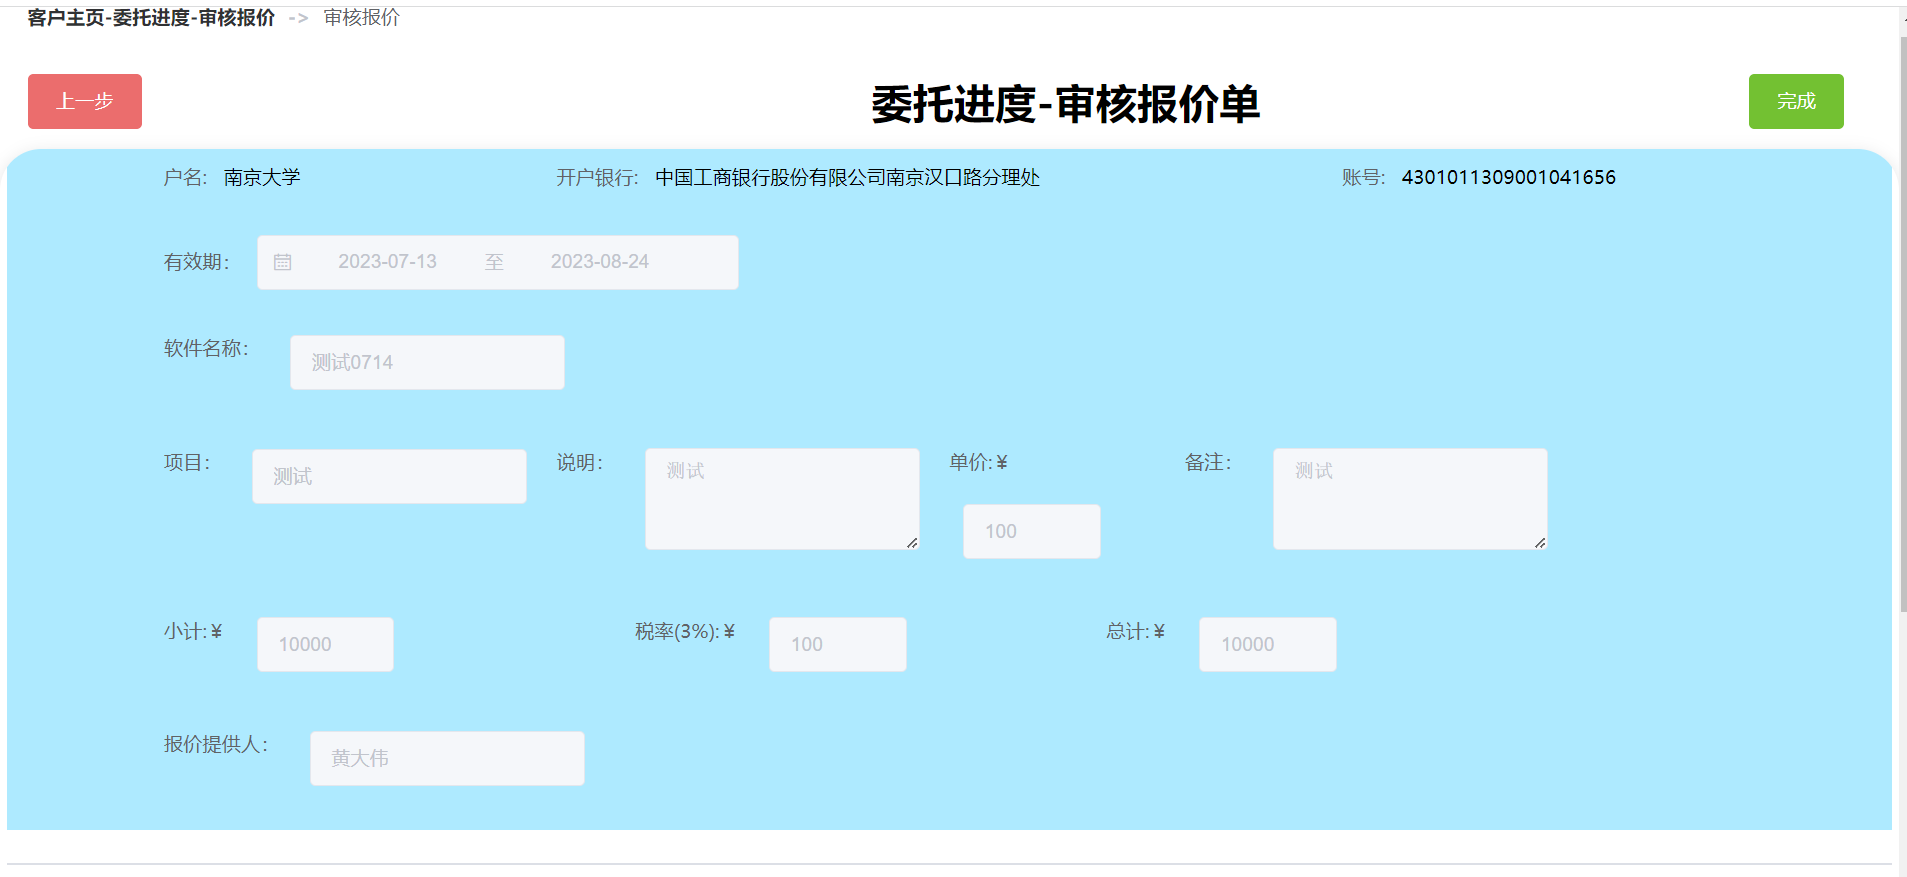 客户主页-委托进度-审核报价 -> 审核报价
上一步
委托进度-审核报价单
完成
户名: 南京大学 开户银行: 中国工商银行股份有限公司南京汉口路分理处 账号: 4301011309001041656
有效期: 2023-07-13 至 2023-08-24
软件名称: 测试0714
项目: 测试 说明: 测试 单价:¥ 100 备注: 测试
小计:¥ 10000 税率(3%):¥ 100 总计:¥ 10000
报价提供人: 黄大伟